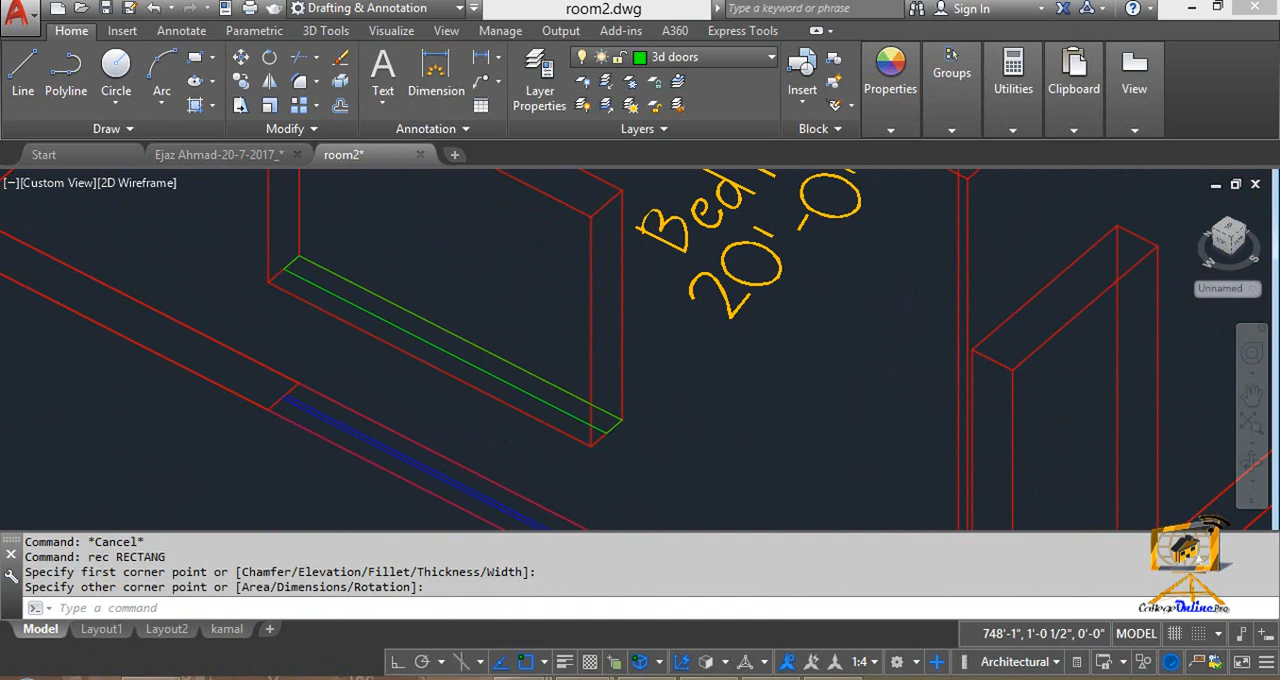 A Drafting & Annotation room2.dwg Type a keyword or phrase Sign In
Home Insert Annotate Parametric 3D Tools Visualize View Manage Output Add-ins A360 Express Tools
3d doors
Line Polyline Circle Arc A Text Dimension Layer Properties Insert Properties Groups Utilities Clipboard View
Draw Modify Annotation Layers Block
Start Ejaz Ahmad-20-7-2017_* room2*
[−][Custom View][2D Wireframe]
W S
Unnamed
20'-0
Command: *Cancel*
Command: rec RECTANG
Specify first corner point or [Chamfer/Elevation/Fillet/Thickness/Width]:
Specify other corner point or [Area/Dimensions/Rotation]:
Type a command
CollegeOnlinePro
Model Layout1 Layout2 kamal +
748'-1", 1'-0 1/2", 0'-0" MODEL
1:4 Architectural